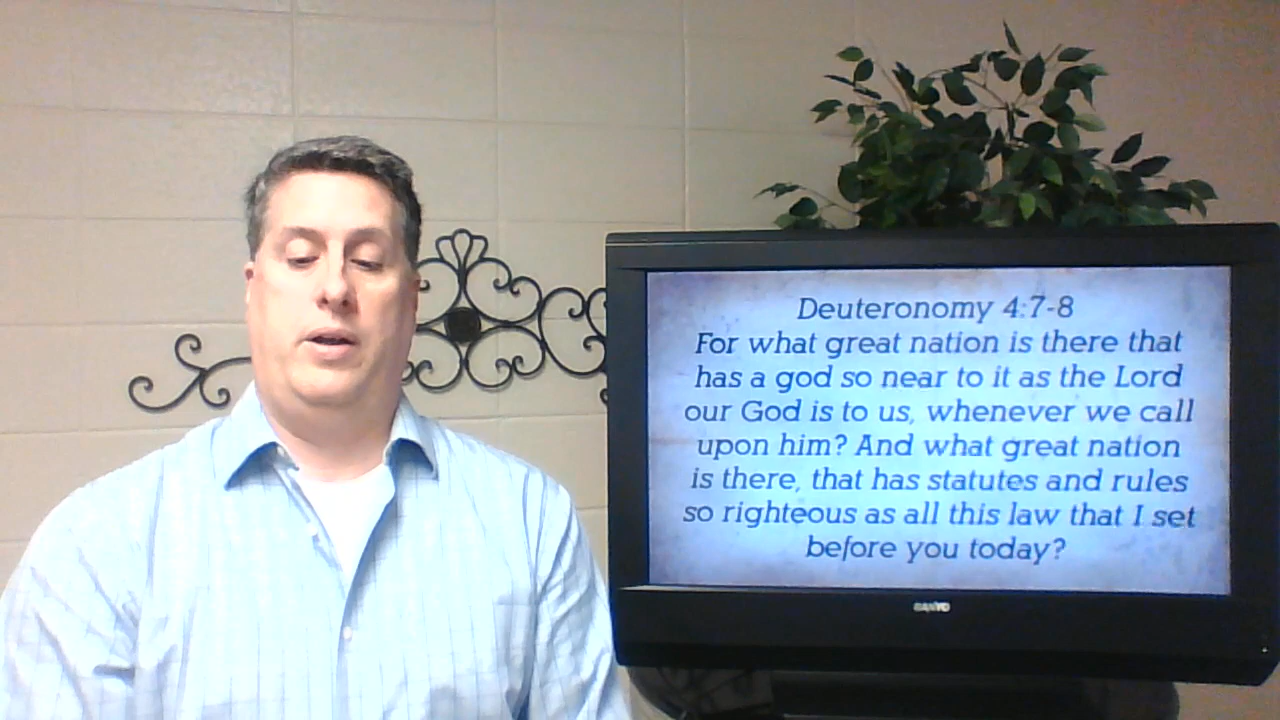 Deuteronomy 4:7-8
For what great nation is there that
has a god so near to it as the Lord
our God is to us, whenever we call
upon him? And what great nation
is there, that has statutes and rules
so righteous as all this law that I set
before you today?
SANYO